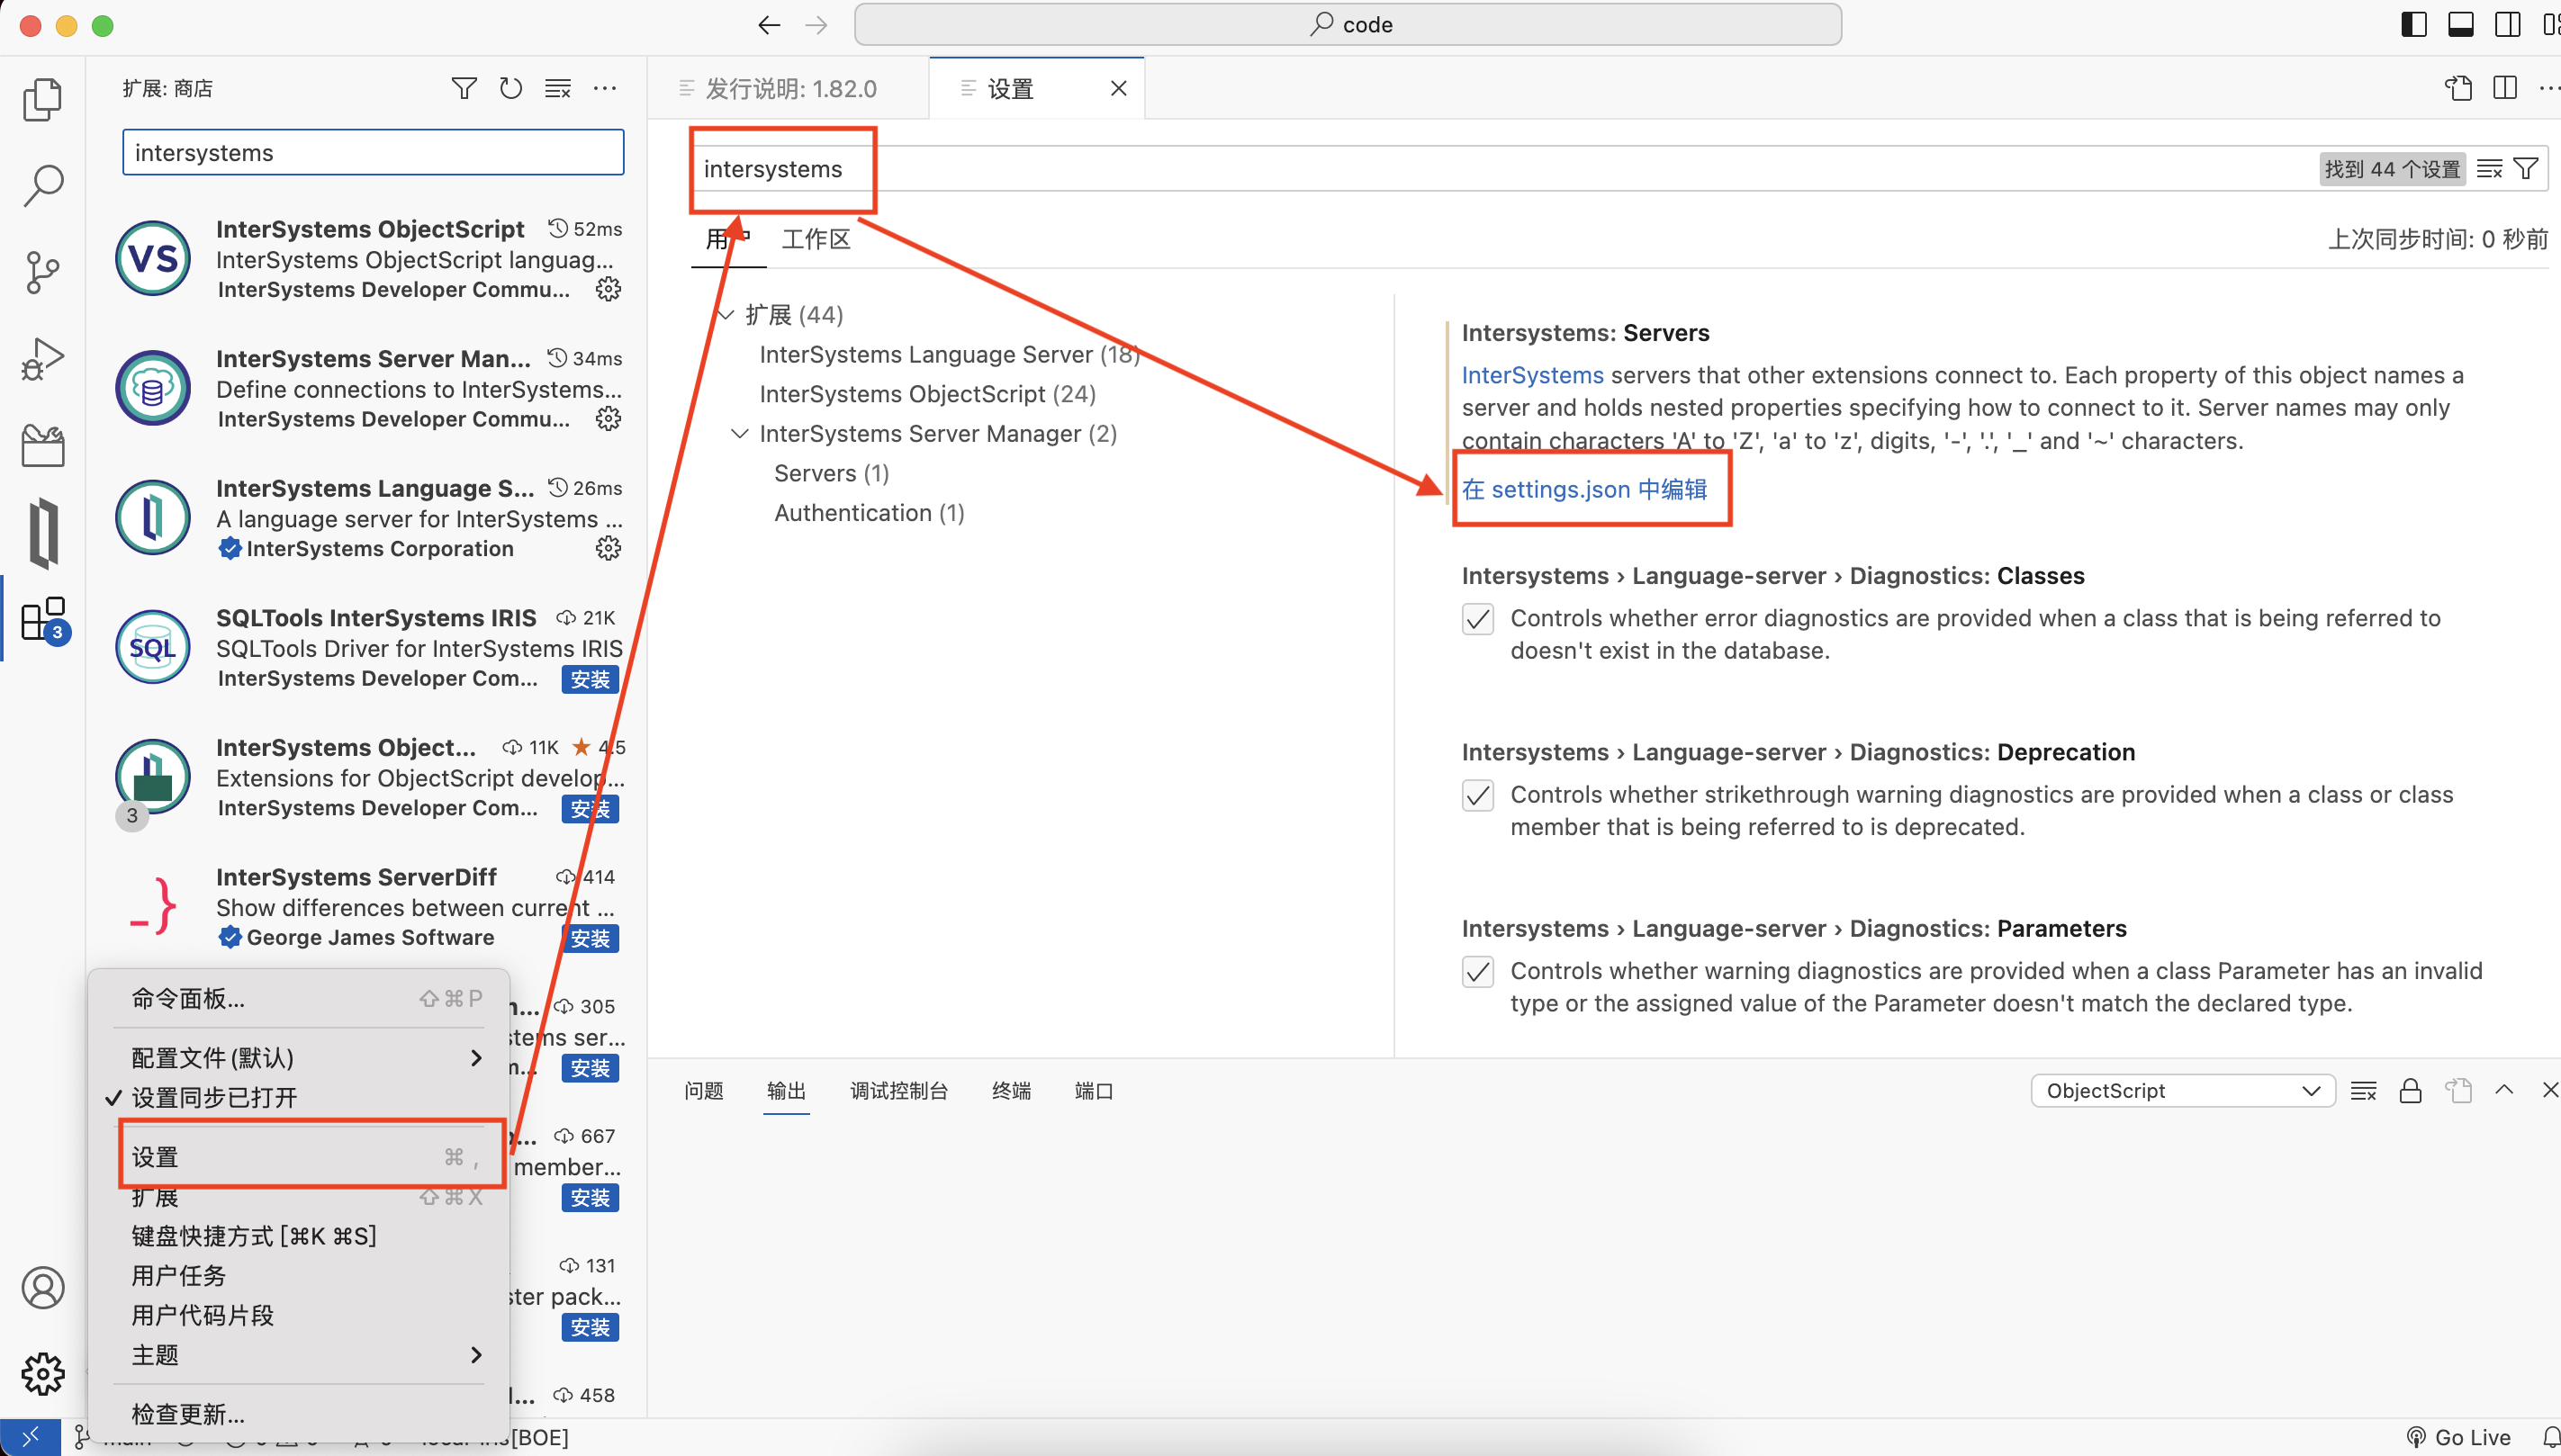 code
扩展: 商店
intersystems
InterSystems ObjectScript 52ms
InterSystems ObjectScript languag...
InterSystems Developer Commu...
InterSystems Server Man... 34ms
Define connections to InterSystems...
InterSystems Developer Commu...
InterSystems Language S... 26ms
A language server for InterSystems ...
InterSystems Corporation
SQLTools InterSystems IRIS 21K
SQLTools Driver for InterSystems IRIS
InterSystems Developer Com... 安装
InterSystems Object... 11K ★ 4.5
Extensions for ObjectScript develop...
InterSystems Developer Com... 安装
3
InterSystems ServerDiff 414
Show differences between current ...
George James Software 安装
n... 305
stems ser...
安装
667
member...
安装
131
ster pack...
安装
458
VS
SQL
3
命令面板... ⇧⌘P
配置文件(默认)
✓ 设置同步已打开
设置 ⌘ ,
扩展 ⇧⌘X
键盘快捷方式 [⌘K ⌘S]
用户任务
用户代码片段
主题
检查更新...
发行说明: 1.82.0
设置
intersystems
找到 44 个设置
用户 工作区
上次同步时间: 0 秒前
扩展 (44)
InterSystems Language Server (18)
InterSystems ObjectScript (24)
InterSystems Server Manager (2)
Servers (1)
Authentication (1)
Intersystems: Servers
InterSystems servers that other extensions connect to. Each property of this object names a
server and holds nested properties specifying how to connect to it. Server names may only
contain characters 'A' to 'Z', 'a' to 'z', digits, '-', '.', '_' and '~' characters.
在 settings.json 中编辑
Intersystems › Language-server › Diagnostics: Classes
Controls whether error diagnostics are provided when a class that is being referred to
doesn't exist in the database.
Intersystems › Language-server › Diagnostics: Deprecation
Controls whether strikethrough warning diagnostics are provided when a class or class
member that is being referred to is deprecated.
Intersystems › Language-server › Diagnostics: Parameters
Controls whether warning diagnostics are provided when a class Parameter has an invalid
type or the assigned value of the Parameter doesn't match the declared type.
问题 输出 调试控制台 终端 端口
ObjectScript
[BOE]
Go Live